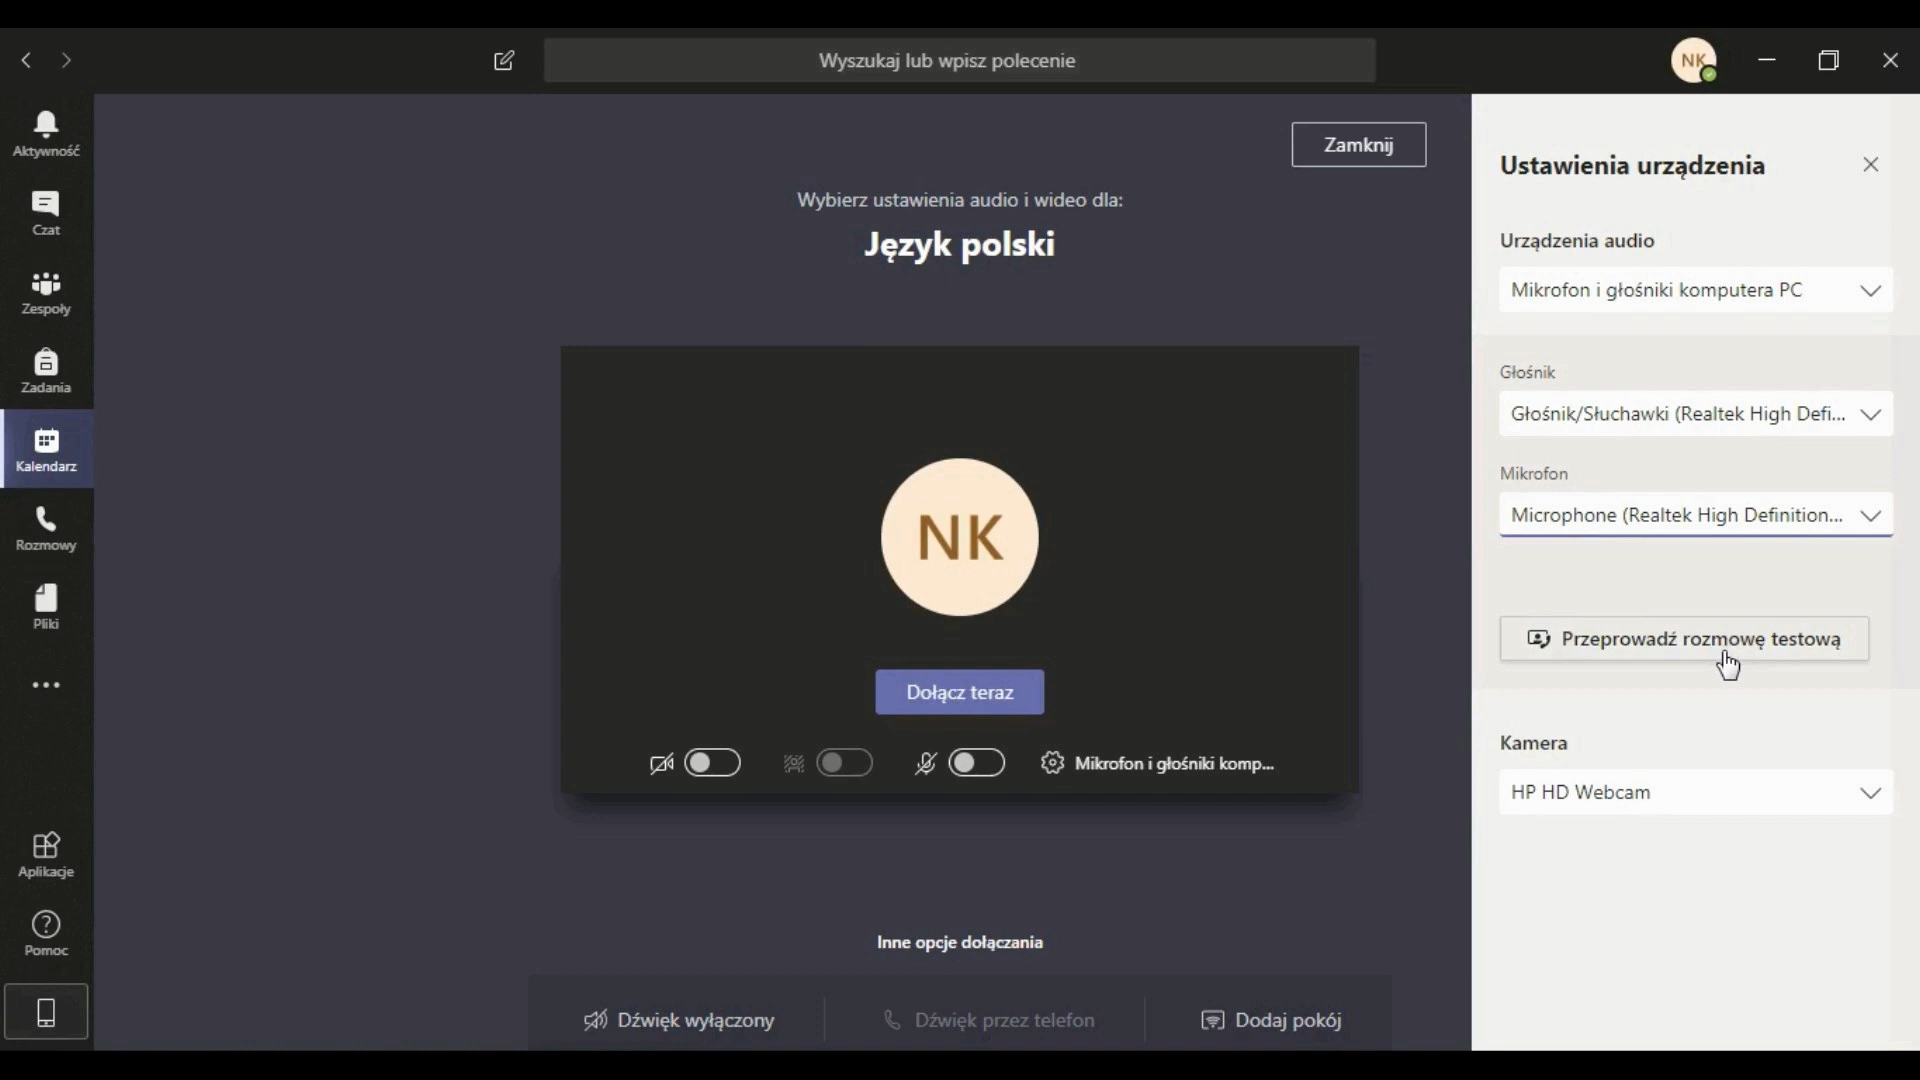 Wyszukaj lub wpisz polecenie
NK
Aktywność
Czat
Zespoły
Zadania
Kalendarz
Rozmowy
Pliki
Aplikacje
Pomoc
Zamknij
Wybierz ustawienia audio i wideo dla:
Język polski
NK
Dołącz teraz
Mikrofon i głośniki komp...
Inne opcje dołączania
Dźwięk wyłączony
Dźwięk przez telefon
Dodaj pokój
Ustawienia urządzenia
Urządzenia audio
Mikrofon i głośniki komputera PC
Głośnik
Głośnik/Słuchawki (Realtek High Defi...
Mikrofon
Microphone (Realtek High Definition...
Przeprowadź rozmowę testową
Kamera
HP HD Webcam